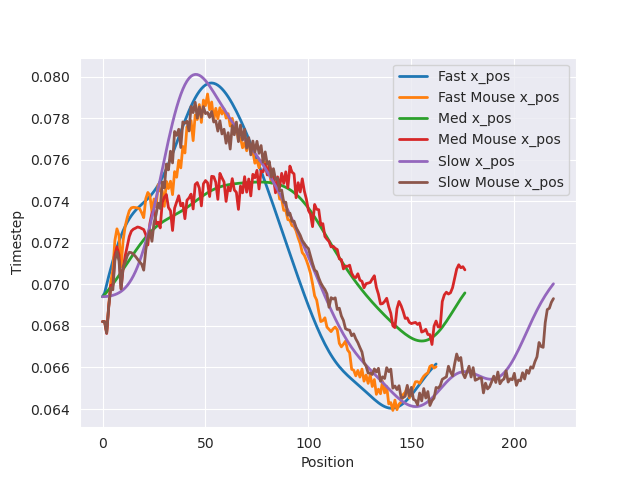 0.080
0.078
0.076
0.074
0.072
0.070
0.068
0.066
0.064
Timestep
0
50
100
150
200
Position
Fast x_pos
Fast Mouse x_pos
Med x_pos
Med Mouse x_pos
Slow x_pos
Slow Mouse x_pos